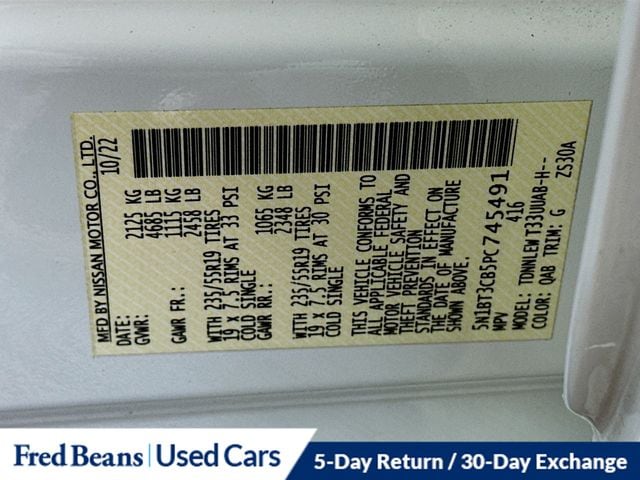 MFD BY NISSAN MOTOR CO., LTD.
DATE: 10/22
GVWR: 2125 KG
4685 LB
GAWR FR.: 1115 KG
2458 LB
WITH 235/55R19 TIRES
19 x 7.5 RIMS AT 33 PSI
COLD SINGLE
GAWR RR.: 1065 KG
2348 LB
WITH 235/55R19 TIRES
19 x 7.5 RIMS AT 30 PSI
COLD SINGLE
THIS VEHICLE CONFORMS TO
ALL APPLICABLE FEDERAL
MOTOR VEHICLE SAFETY AND
THEFT PREVENTION
STANDARDS IN EFFECT ON
THE DATE OF MANUFACTURE
SHOWN ABOVE.
5N1BT3CB5PC745491
MPV 416
MODEL: TDNNLEW T33UUAB-H--
COLOR: QAB TRIM: G ZS30A
Fred Beans | Used Cars
5-Day Return / 30-Day Exchange